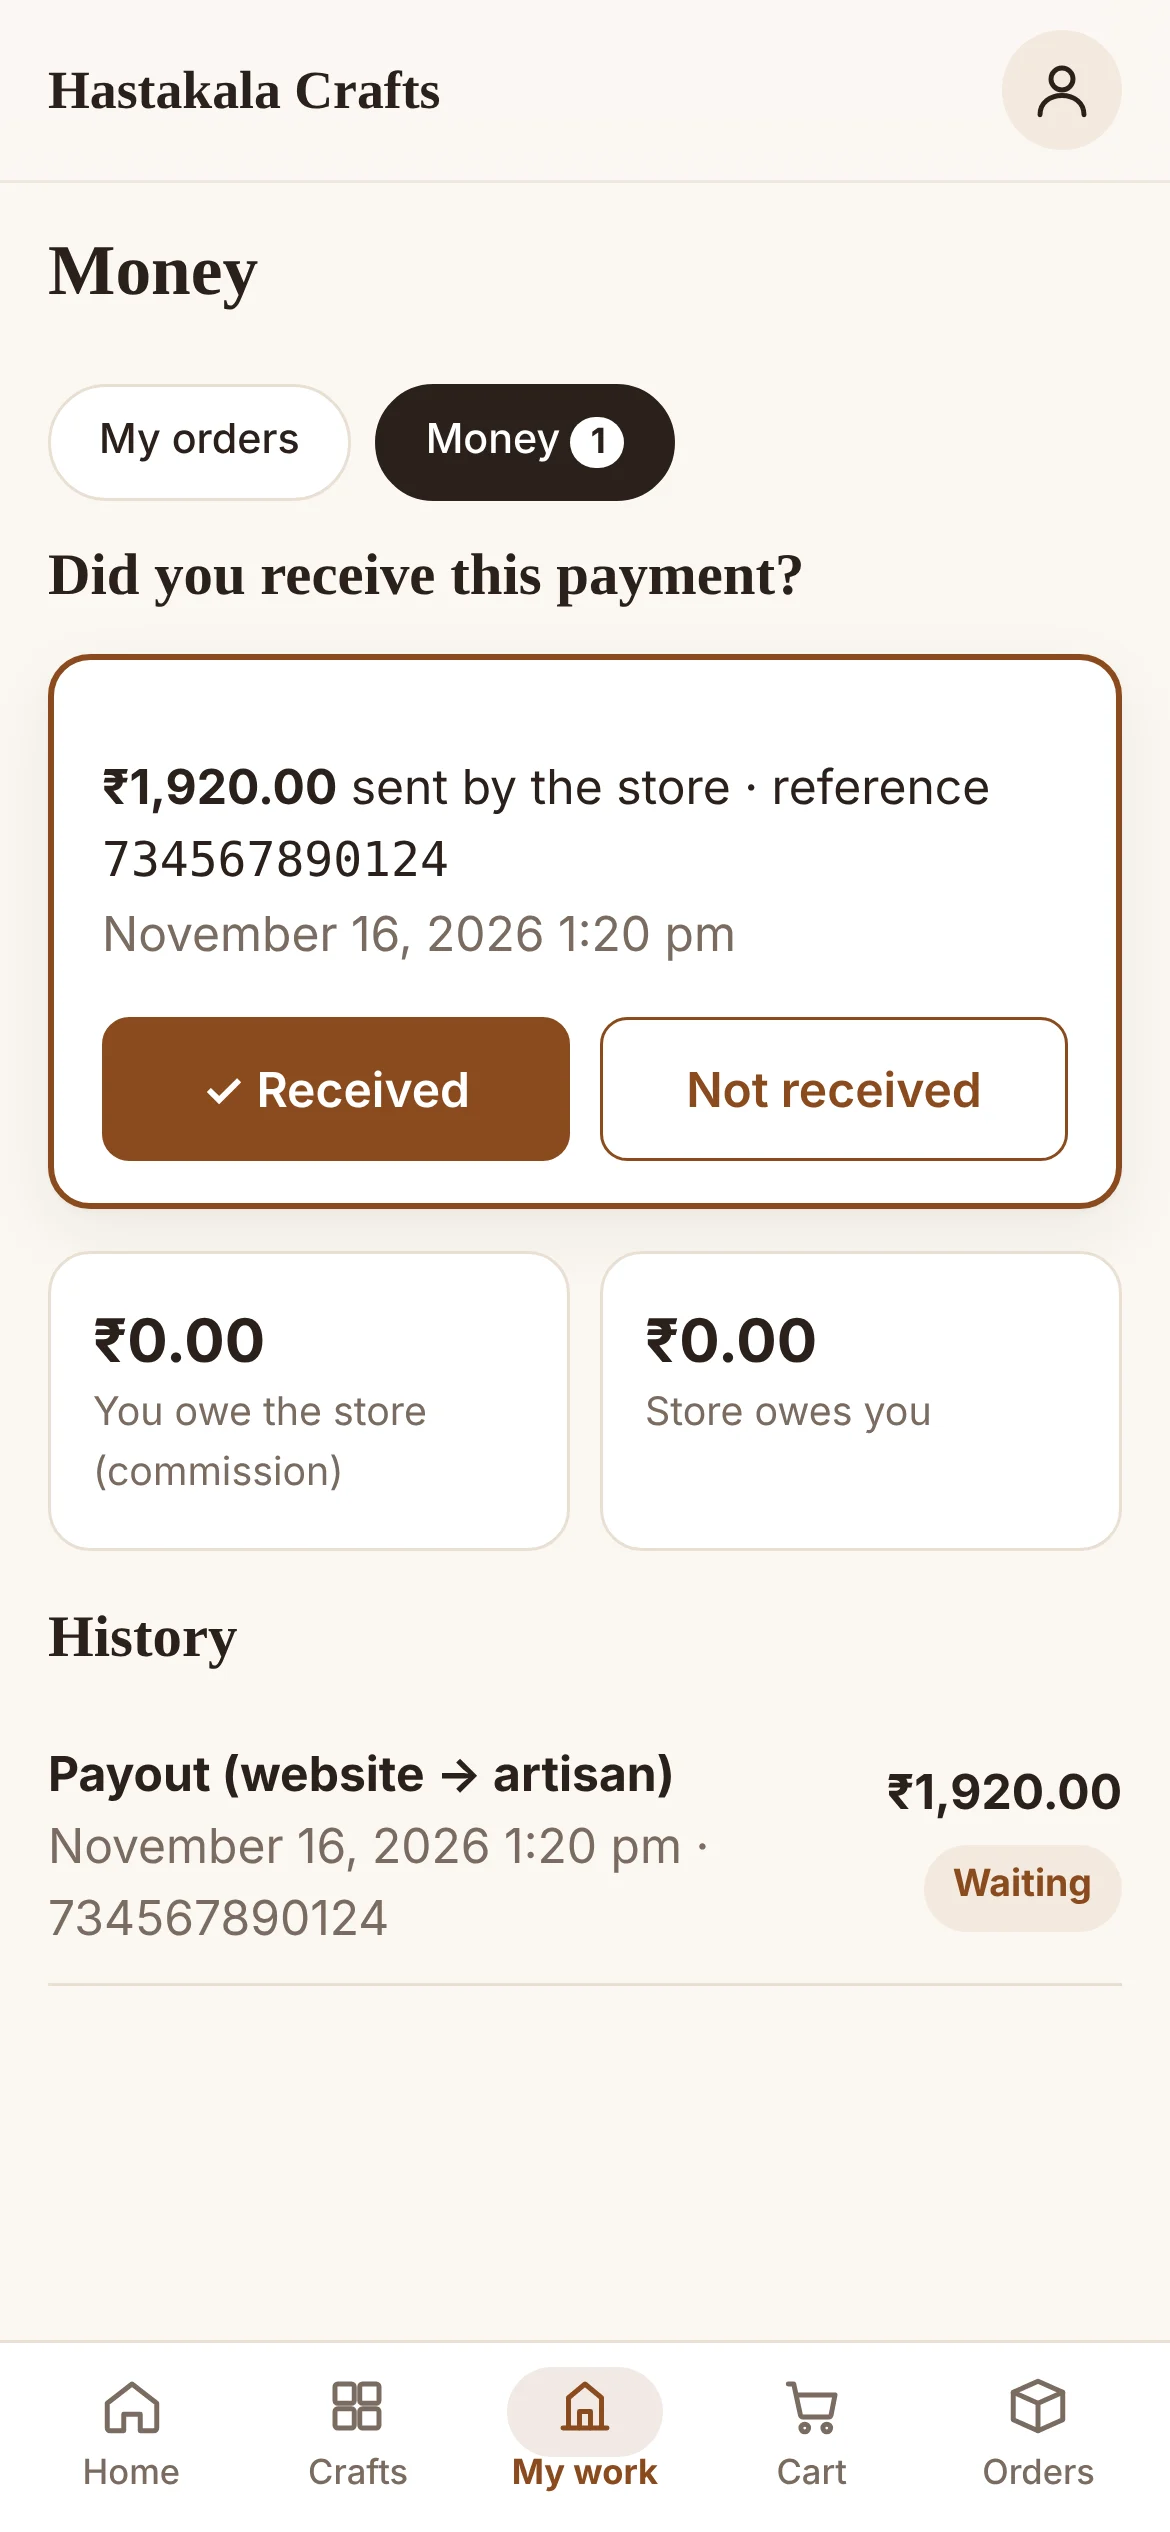 Hastakala Crafts
Money
My orders
Money 1
Did you receive this payment?
₹1,920.00 sent by the store · reference
734567890124
November 16, 2026 1:20 pm
✓ Received
Not received
₹0.00
You owe the store
(commission)
₹0.00
Store owes you
History
Payout (website → artisan)
November 16, 2026 1:20 pm ·
734567890124
₹1,920.00
Waiting
Home
Crafts
My work
Cart
Orders